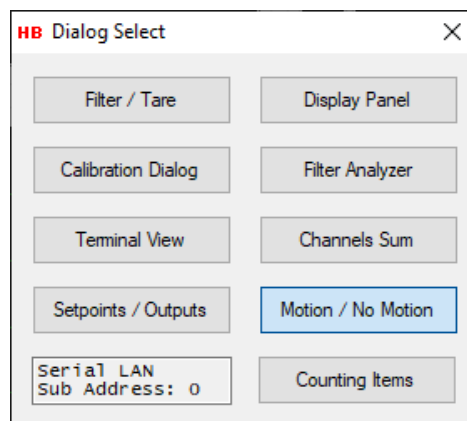 HB Dialog Select
Filter / Tare
Display Panel
Calibration Dialog
Filter Analyzer
Terminal View
Channels Sum
Setpoints / Outputs
Motion / No Motion
Serial LAN
Sub Address: 0
Counting Items